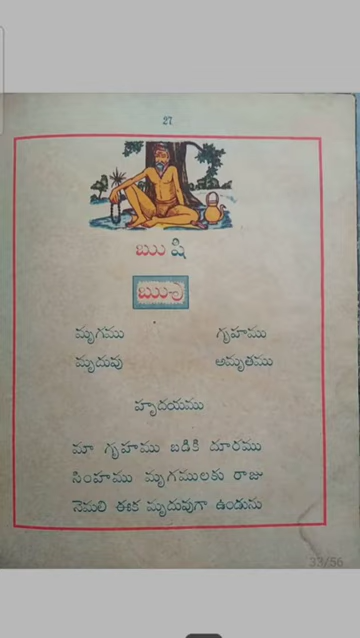 27
ఋషి
ఋ
మృగము గృహము
మృదువు అమృతము
హృదయము
మా గృహము బడికి దూరము
సింహము మృగములకు రాజు
నెమలి ఈక మృదువుగా ఉండును
33/56